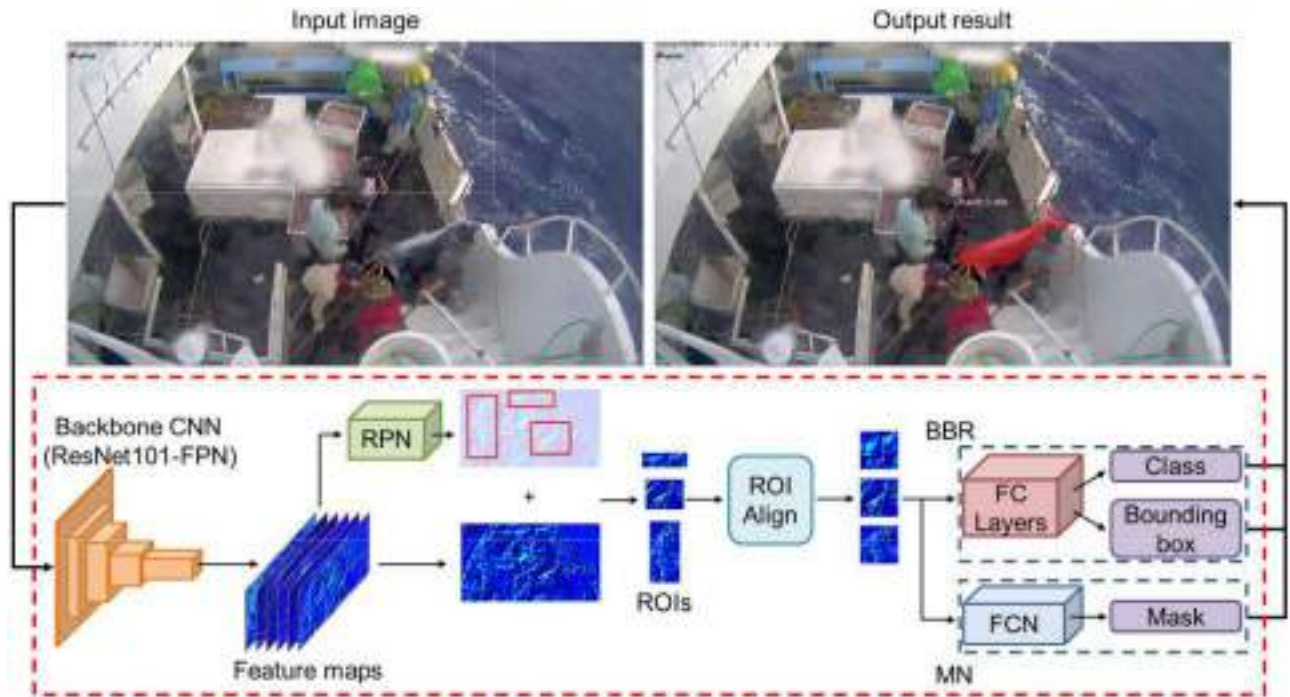 Input image
Output result
Backbone CNN
(ResNet101-FPN)
RPN
+
ROI
Align
ROIs
Feature maps
BBR
FC
Layers
Class
Bounding
box
FCN
Mask
MN